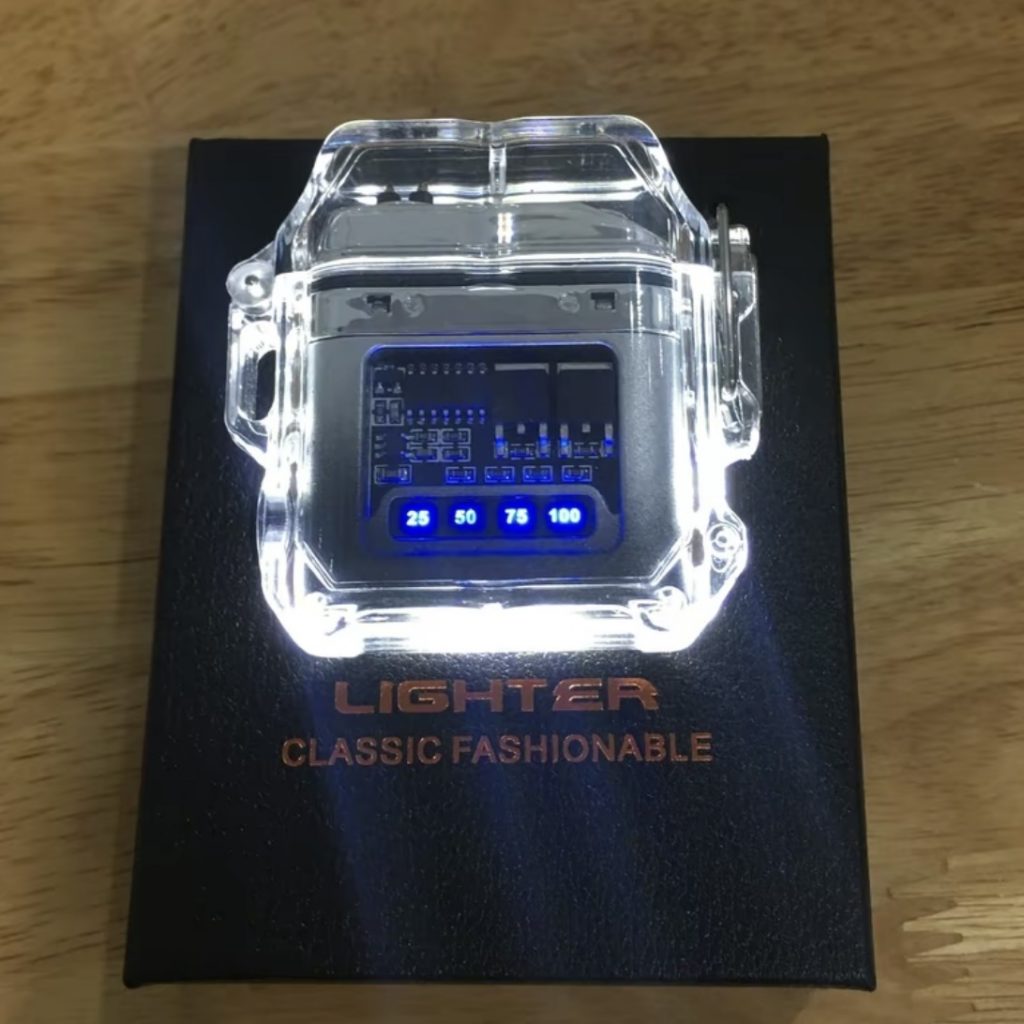 25 50 75 100
LIGHTER
CLASSIC FASHIONABLE